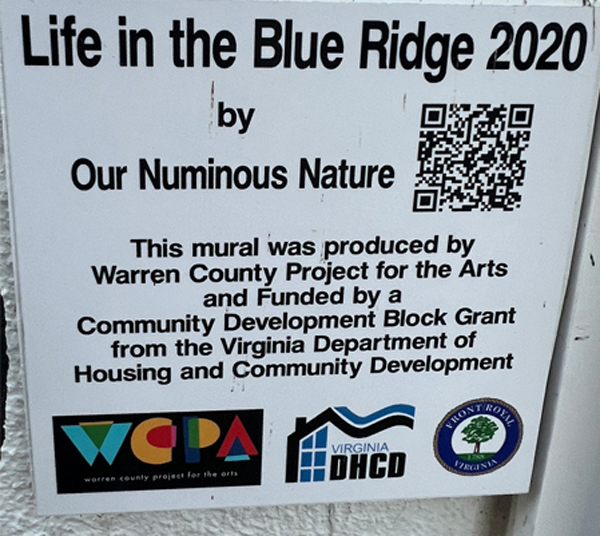 Life in the Blue Ridge 2020
by
Our Numinous Nature
This mural was produced by
Warren County Project for the Arts
and Funded by a
Community Development Block Grant
from the Virginia Department of
Housing and Community Development
WCPA
warren county project for the arts
VIRGINIA
DHCD
FRONT ROYAL
1788
VIRGINIA